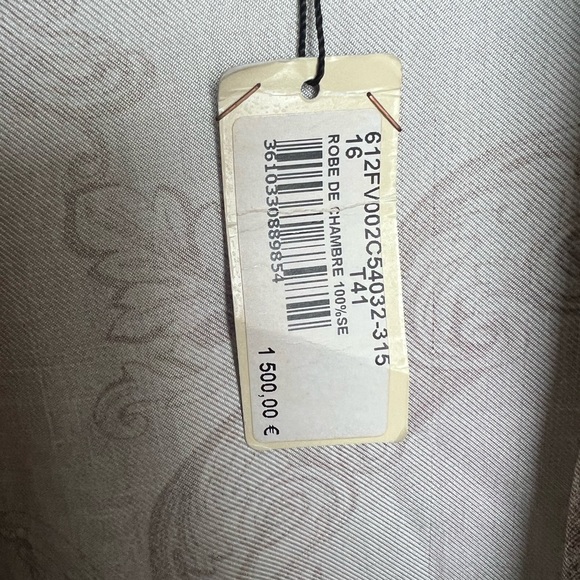 612FV002C54032-315
16 T41
ROBE DE CHAMBRE 100%SE
3610330889854
1 500,00 €